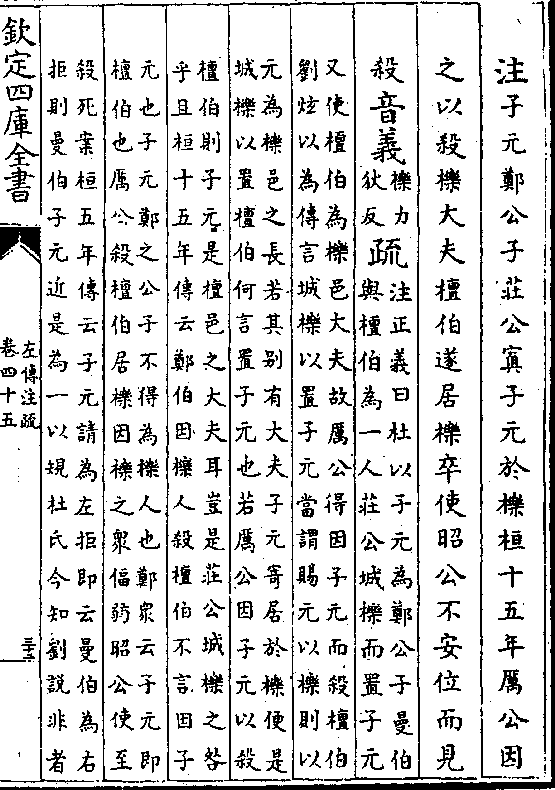 注子元鄭公子莊公寘子元於櫟桓十五年厲公因
之以殺櫟大夫檀伯遂居櫟卒使昭公不安位而見
殺音義櫟力狄反疏注正義曰杜以子元為鄭公子曼伯
與檀伯為一人莊公城櫟而置子元
又使檀伯為櫟邑大夫故厲公得因子元而殺檀伯
劉炫以為傳言城櫟以置子元當謂賜元以櫟則以
元為櫟邑之長若其别有大夫子元寄居於櫟便是
城櫟以置檀伯何言置子元也若厲公因子元以殺
檀伯則子元是檀邑之大夫耳豈是莊公城櫟之咎
乎且桓十五年傳云鄭伯因櫟人殺檀伯不言因子
元也子元鄭之公子不得為櫟人也鄭衆云子元即
檀伯也厲公殺檀伯居櫟因櫟之衆偪弱昭公使至
殺死案桓五年傳云子元請為左拒即云曼伯為右
拒則曼伯子元近是為一以規杜氏今知劉說非者
欽定四庫全書
左傳注疏
卷四十五